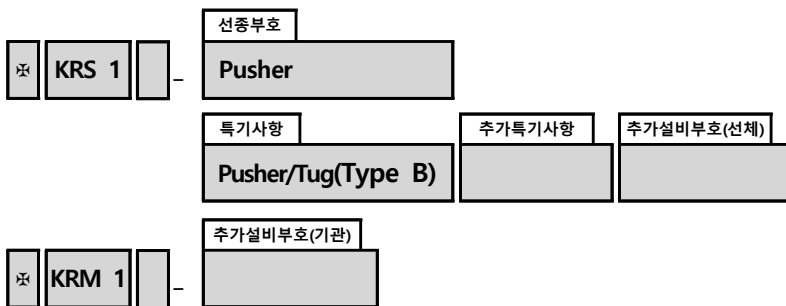 선종부호
✠ KRS 1 - Pusher
특기사항 추가특기사항 추가설비부호(선체)
Pusher/Tug(Type B)
추가설비부호(기관)
✠ KRM 1 -